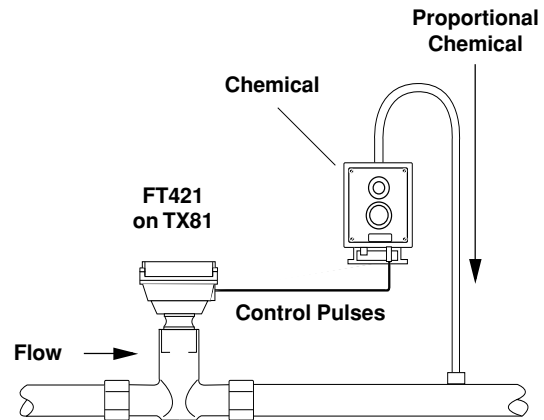 Proportional
Chemical
Chemical
FT421
on TX81
Control Pulses
Flow